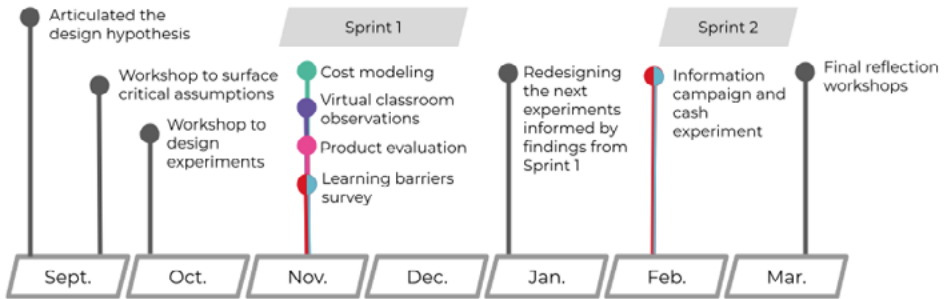 Articulated the
design hypothesis
Sprint 1
Sprint 2
Workshop to surface
critical assumptions
Workshop to
design
experiments
Cost modeling
Virtual classroom
observations
Product evaluation
Learning barriers
survey
Redesigning
the next
experiments
informed by
findings from
Sprint 1
Information
campaign and
cash
experiment
Final reflection
workshops
Sept.
Oct.
Nov.
Dec.
Jan.
Feb.
Mar.